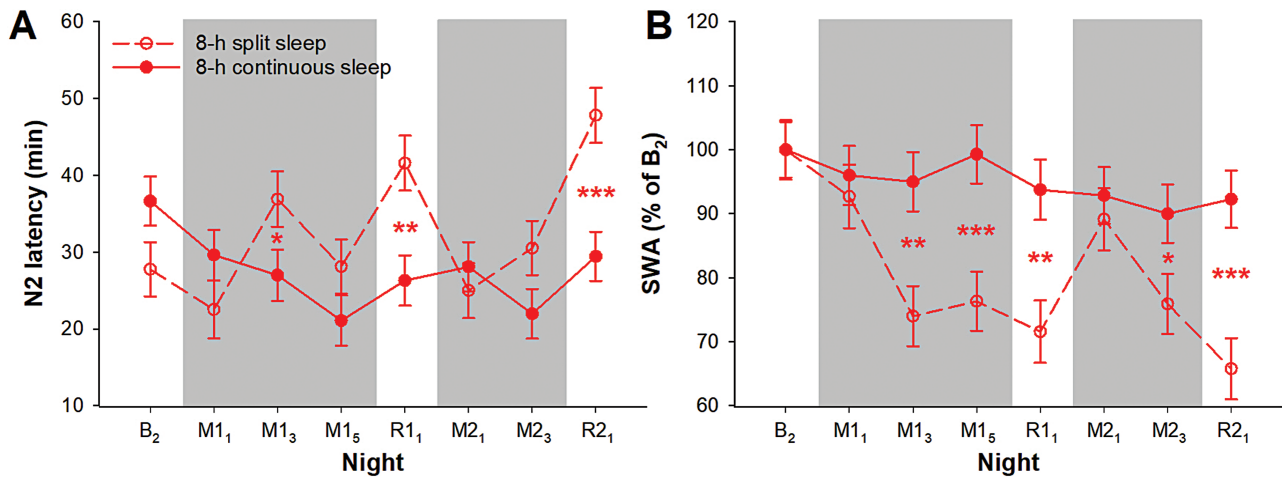 A
N2 latency (min)
60
50
40
30
20
10
8-h split sleep
8-h continuous sleep
*
**
***
B₂ M1₁ M1₃ M1₅ R1₁ M2₁ M2₃ R2₁
Night
B
SWA (% of B₂)
120
110
100
90
80
70
60
**
***
**
*
***
B₂ M1₁ M1₃ M1₅ R1₁ M2₁ M2₃ R2₁
Night